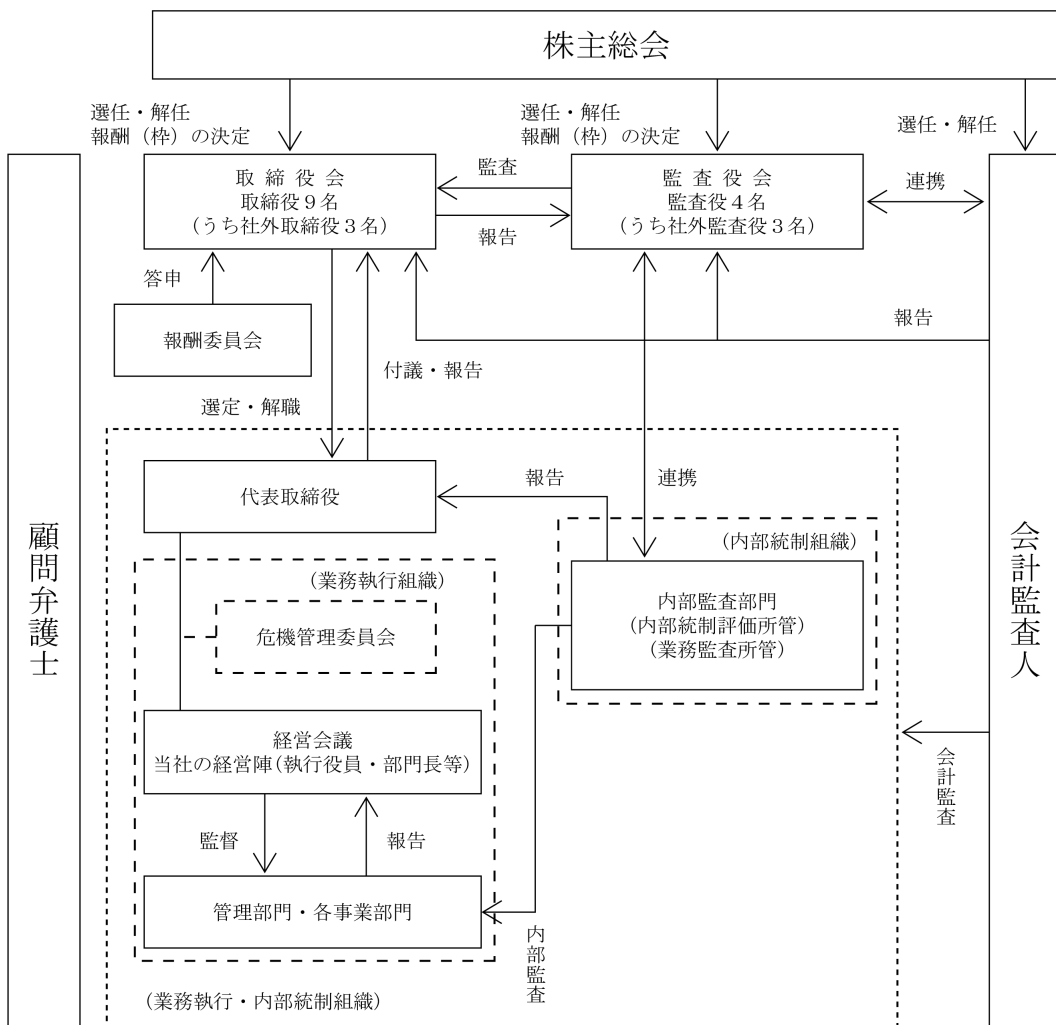 株主総会
選任・解任
報酬（枠）の決定
選任・解任
報酬（枠）の決定
選任・解任
取締役会
取締役９名
（うち社外取締役３名）
監査
報告
監査役会
監査役４名
（うち社外監査役３名）
連携
答申
報酬委員会
報告
付議・報告
選定・解職
代表取締役
報告
連携
（内部統制組織）
内部監査部門
（内部統制評価所管）
（業務監査所管）
（業務執行組織）
危機管理委員会
経営会議
当社の経営陣（執行役員・部門長等）
監督
報告
管理部門・各事業部門
内部監査
会計監査
（業務執行・内部統制組織）
顧問弁護士
会計監査人